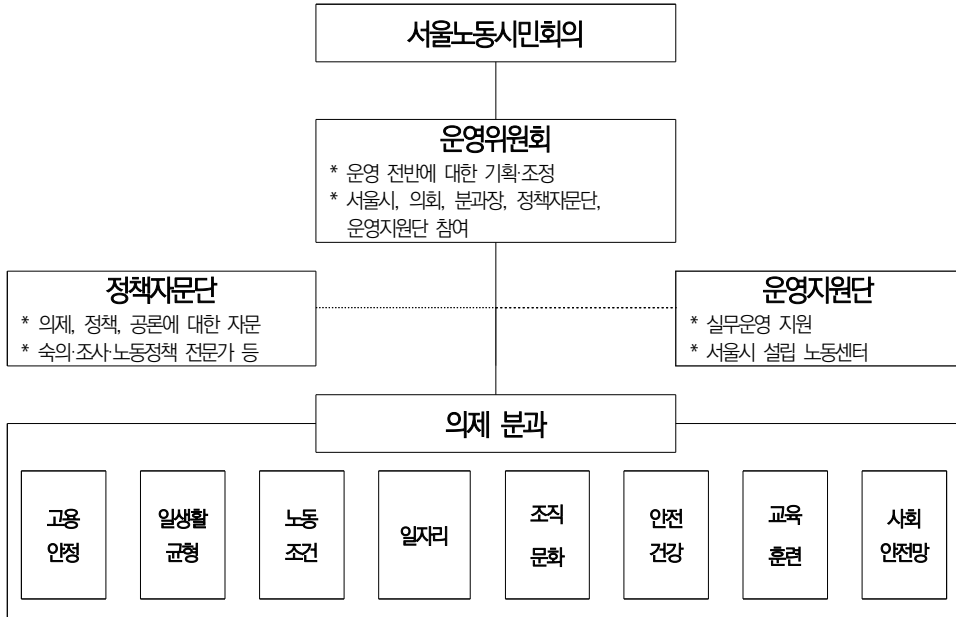 서울노동시민회의
운영위원회
* 운영 전반에 대한 기획·조정
* 서울시, 의회, 분과장, 정책자문단,
운영지원단 참여
정책자문단
* 의제, 정책, 공론에 대한 자문
* 숙의·조사·노동정책 전문가 등
운영지원단
* 실무운영 지원
* 서울시 설립 노동센터
의제 분과
고용
안정
일생활
균형
노동
조건
일자리
조직
문화
안전
건강
교육
훈련
사회
안전망